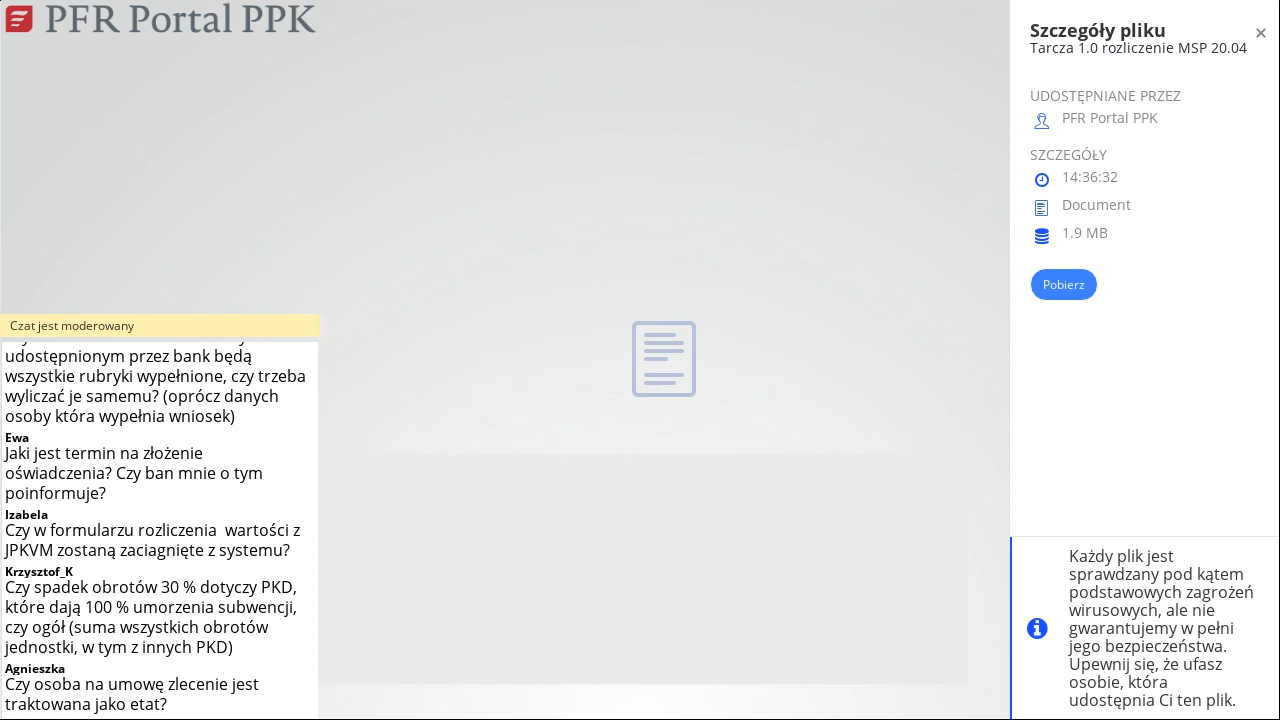 PFR Portal PPK
Czat jest moderowany
udostępnionym przez bank będą
wszystkie rubryki wypełnione, czy trzeba
wyliczać je samemu? (oprócz danych
osoby która wypełnia wniosek)
Ewa
Jaki jest termin na złożenie
oświadczenia? Czy ban mnie o tym
poinformuje?
Izabela
Czy w formularzu rozliczenia  wartości z
JPKVM zostaną zaciagnięte z systemu?
Krzysztof_K
Czy spadek obrotów 30 % dotyczy PKD,
które dają 100 % umorzenia subwencji,
czy ogół (suma wszystkich obrotów
jednostki, w tym z innych PKD)
Agnieszka
Czy osoba na umowę zlecenie jest
traktowana jako etat?
Szczegóły pliku
Tarcza 1.0 rozliczenie MSP 20.04
UDOSTĘPNIANE PRZEZ
PFR Portal PPK
SZCZEGÓŁY
14:36:32
Document
1.9 MB
Pobierz
Każdy plik jest
sprawdzany pod kątem
podstawowych zagrożeń
wirusowych, ale nie
gwarantujemy w pełni
jego bezpieczeństwa.
Upewnij się, że ufasz
osobie, która
udostępnia Ci ten plik.